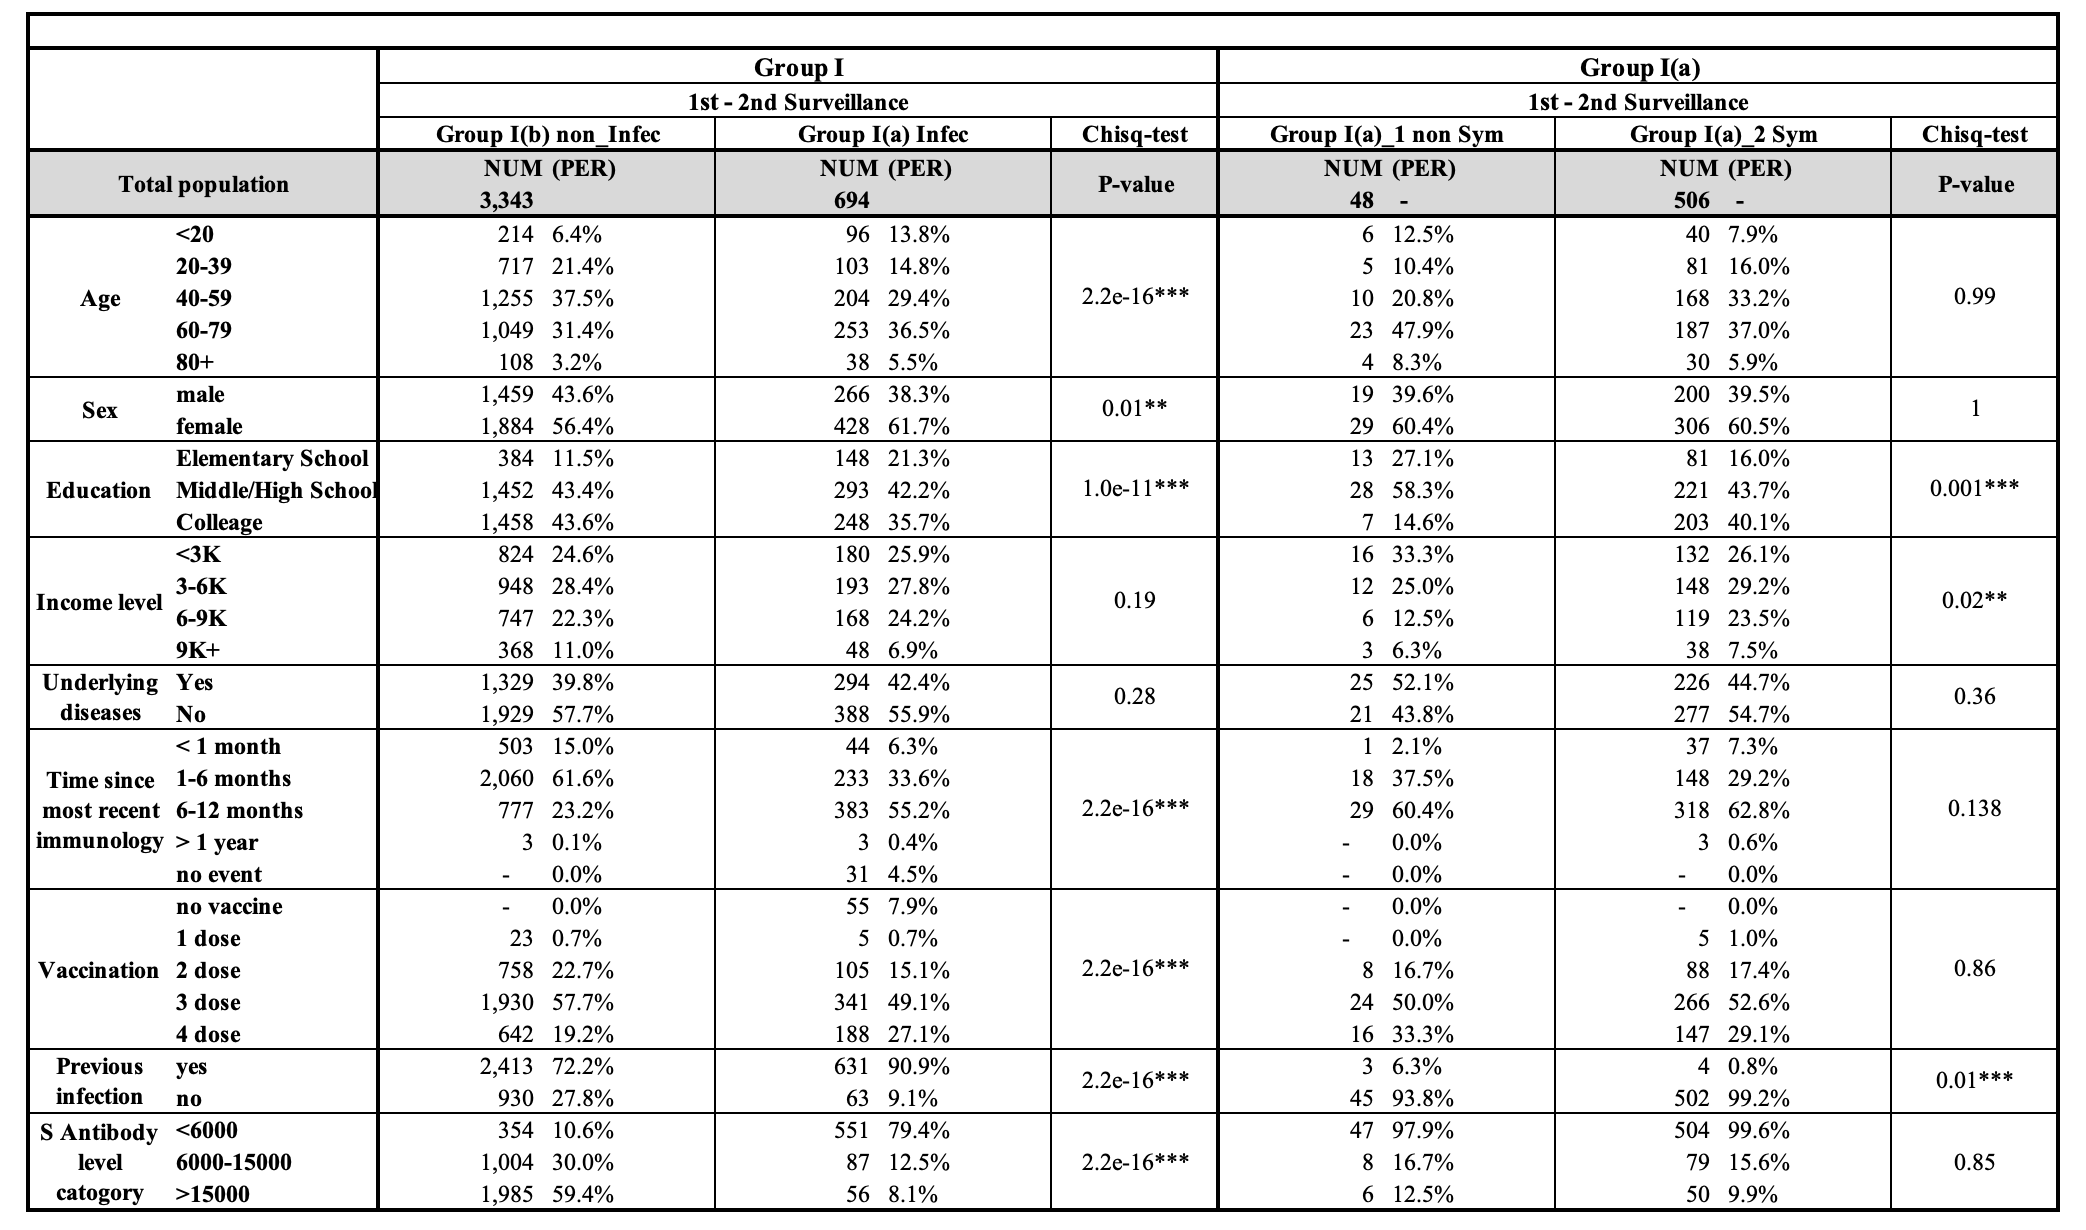 Group I Group I(a)
1st - 2nd Surveillance 1st - 2nd Surveillance
Group I(b) non_Infec Group I(a) Infec Chisq-test Group I(a)_1 non Sym Group I(a)_2 Sym Chisq-test
Total population NUM (PER) NUM (PER) P-value NUM (PER) NUM (PER) P-value
3,343 694 48 - 506 -
Age <20 214 6.4% 96 13.8% 2.2e-16*** 6 12.5% 40 7.9% 0.99
20-39 717 21.4% 103 14.8% 5 10.4% 81 16.0%
40-59 1,255 37.5% 204 29.4% 10 20.8% 168 33.2%
60-79 1,049 31.4% 253 36.5% 23 47.9% 187 37.0%
80+ 108 3.2% 38 5.5% 4 8.3% 30 5.9%
Sex male 1,459 43.6% 266 38.3% 0.01** 19 39.6% 200 39.5% 1
female 1,884 56.4% 428 61.7% 29 60.4% 306 60.5%
Education Elementary School 384 11.5% 148 21.3% 1.0e-11*** 13 27.1% 81 16.0% 0.001***
Middle/High School 1,452 43.4% 293 42.2% 28 58.3% 221 43.7%
Colleage 1,458 43.6% 248 35.7% 7 14.6% 203 40.1%
Income level <3K 824 24.6% 180 25.9% 0.19 16 33.3% 132 26.1% 0.02**
3-6K 948 28.4% 193 27.8% 12 25.0% 148 29.2%
6-9K 747 22.3% 168 24.2% 6 12.5% 119 23.5%
9K+ 368 11.0% 48 6.9% 3 6.3% 38 7.5%
Underlying Yes 1,329 39.8% 294 42.4% 0.28 25 52.1% 226 44.7% 0.36
diseases No 1,929 57.7% 388 55.9% 21 43.8% 277 54.7%
< 1 month 503 15.0% 44 6.3% 1 2.1% 37 7.3%
Time since 1-6 months 2,060 61.6% 233 33.6% 18 37.5% 148 29.2%
most recent 6-12 months 777 23.2% 383 55.2% 2.2e-16*** 29 60.4% 318 62.8% 0.138
immunology > 1 year 3 0.1% 3 0.4% - 0.0% 3 0.6%
no event - 0.0% 31 4.5% - 0.0% - 0.0%
no vaccine - 0.0% 55 7.9% - 0.0% - 0.0%
1 dose 23 0.7% 5 0.7% - 0.0% 5 1.0%
Vaccination 2 dose 758 22.7% 105 15.1% 2.2e-16*** 8 16.7% 88 17.4% 0.86
3 dose 1,930 57.7% 341 49.1% 24 50.0% 266 52.6%
4 dose 642 19.2% 188 27.1% 16 33.3% 147 29.1%
Previous yes 2,413 72.2% 631 90.9% 2.2e-16*** 3 6.3% 4 0.8% 0.01***
infection no 930 27.8% 63 9.1% 45 93.8% 502 99.2%
S Antibody <6000 354 10.6% 551 79.4% 47 97.9% 504 99.6%
level 6000-15000 1,004 30.0% 87 12.5% 2.2e-16*** 8 16.7% 79 15.6% 0.85
catogory >15000 1,985 59.4% 56 8.1% 6 12.5% 50 9.9%